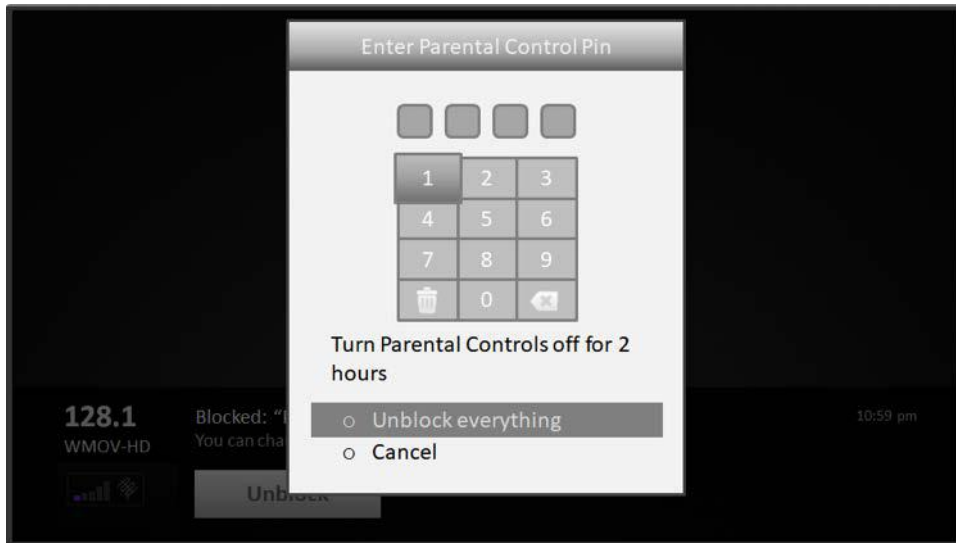 Enter Parental Control Pin
1 2 3
4 5 6
7 8 9
0
Turn Parental Controls off for 2
hours
o Unblock everything
o Cancel
128.1
WMOV-HD
Blocked: “
You can
10:59 pm
Unblock